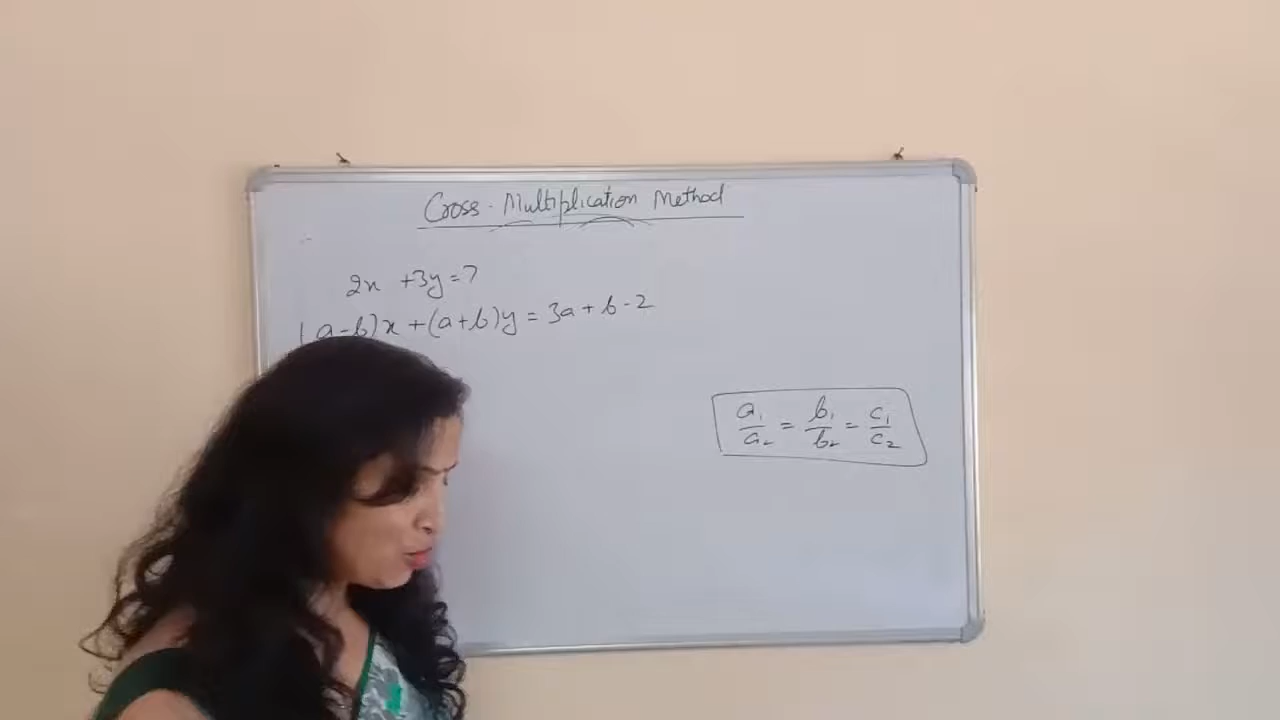 Cross - Multiplication Method
2x +3y=7
(a-b)x+(a+b)y = 3a+b-2
a₁/a₂ = b₁/b₂ = c₁/c₂